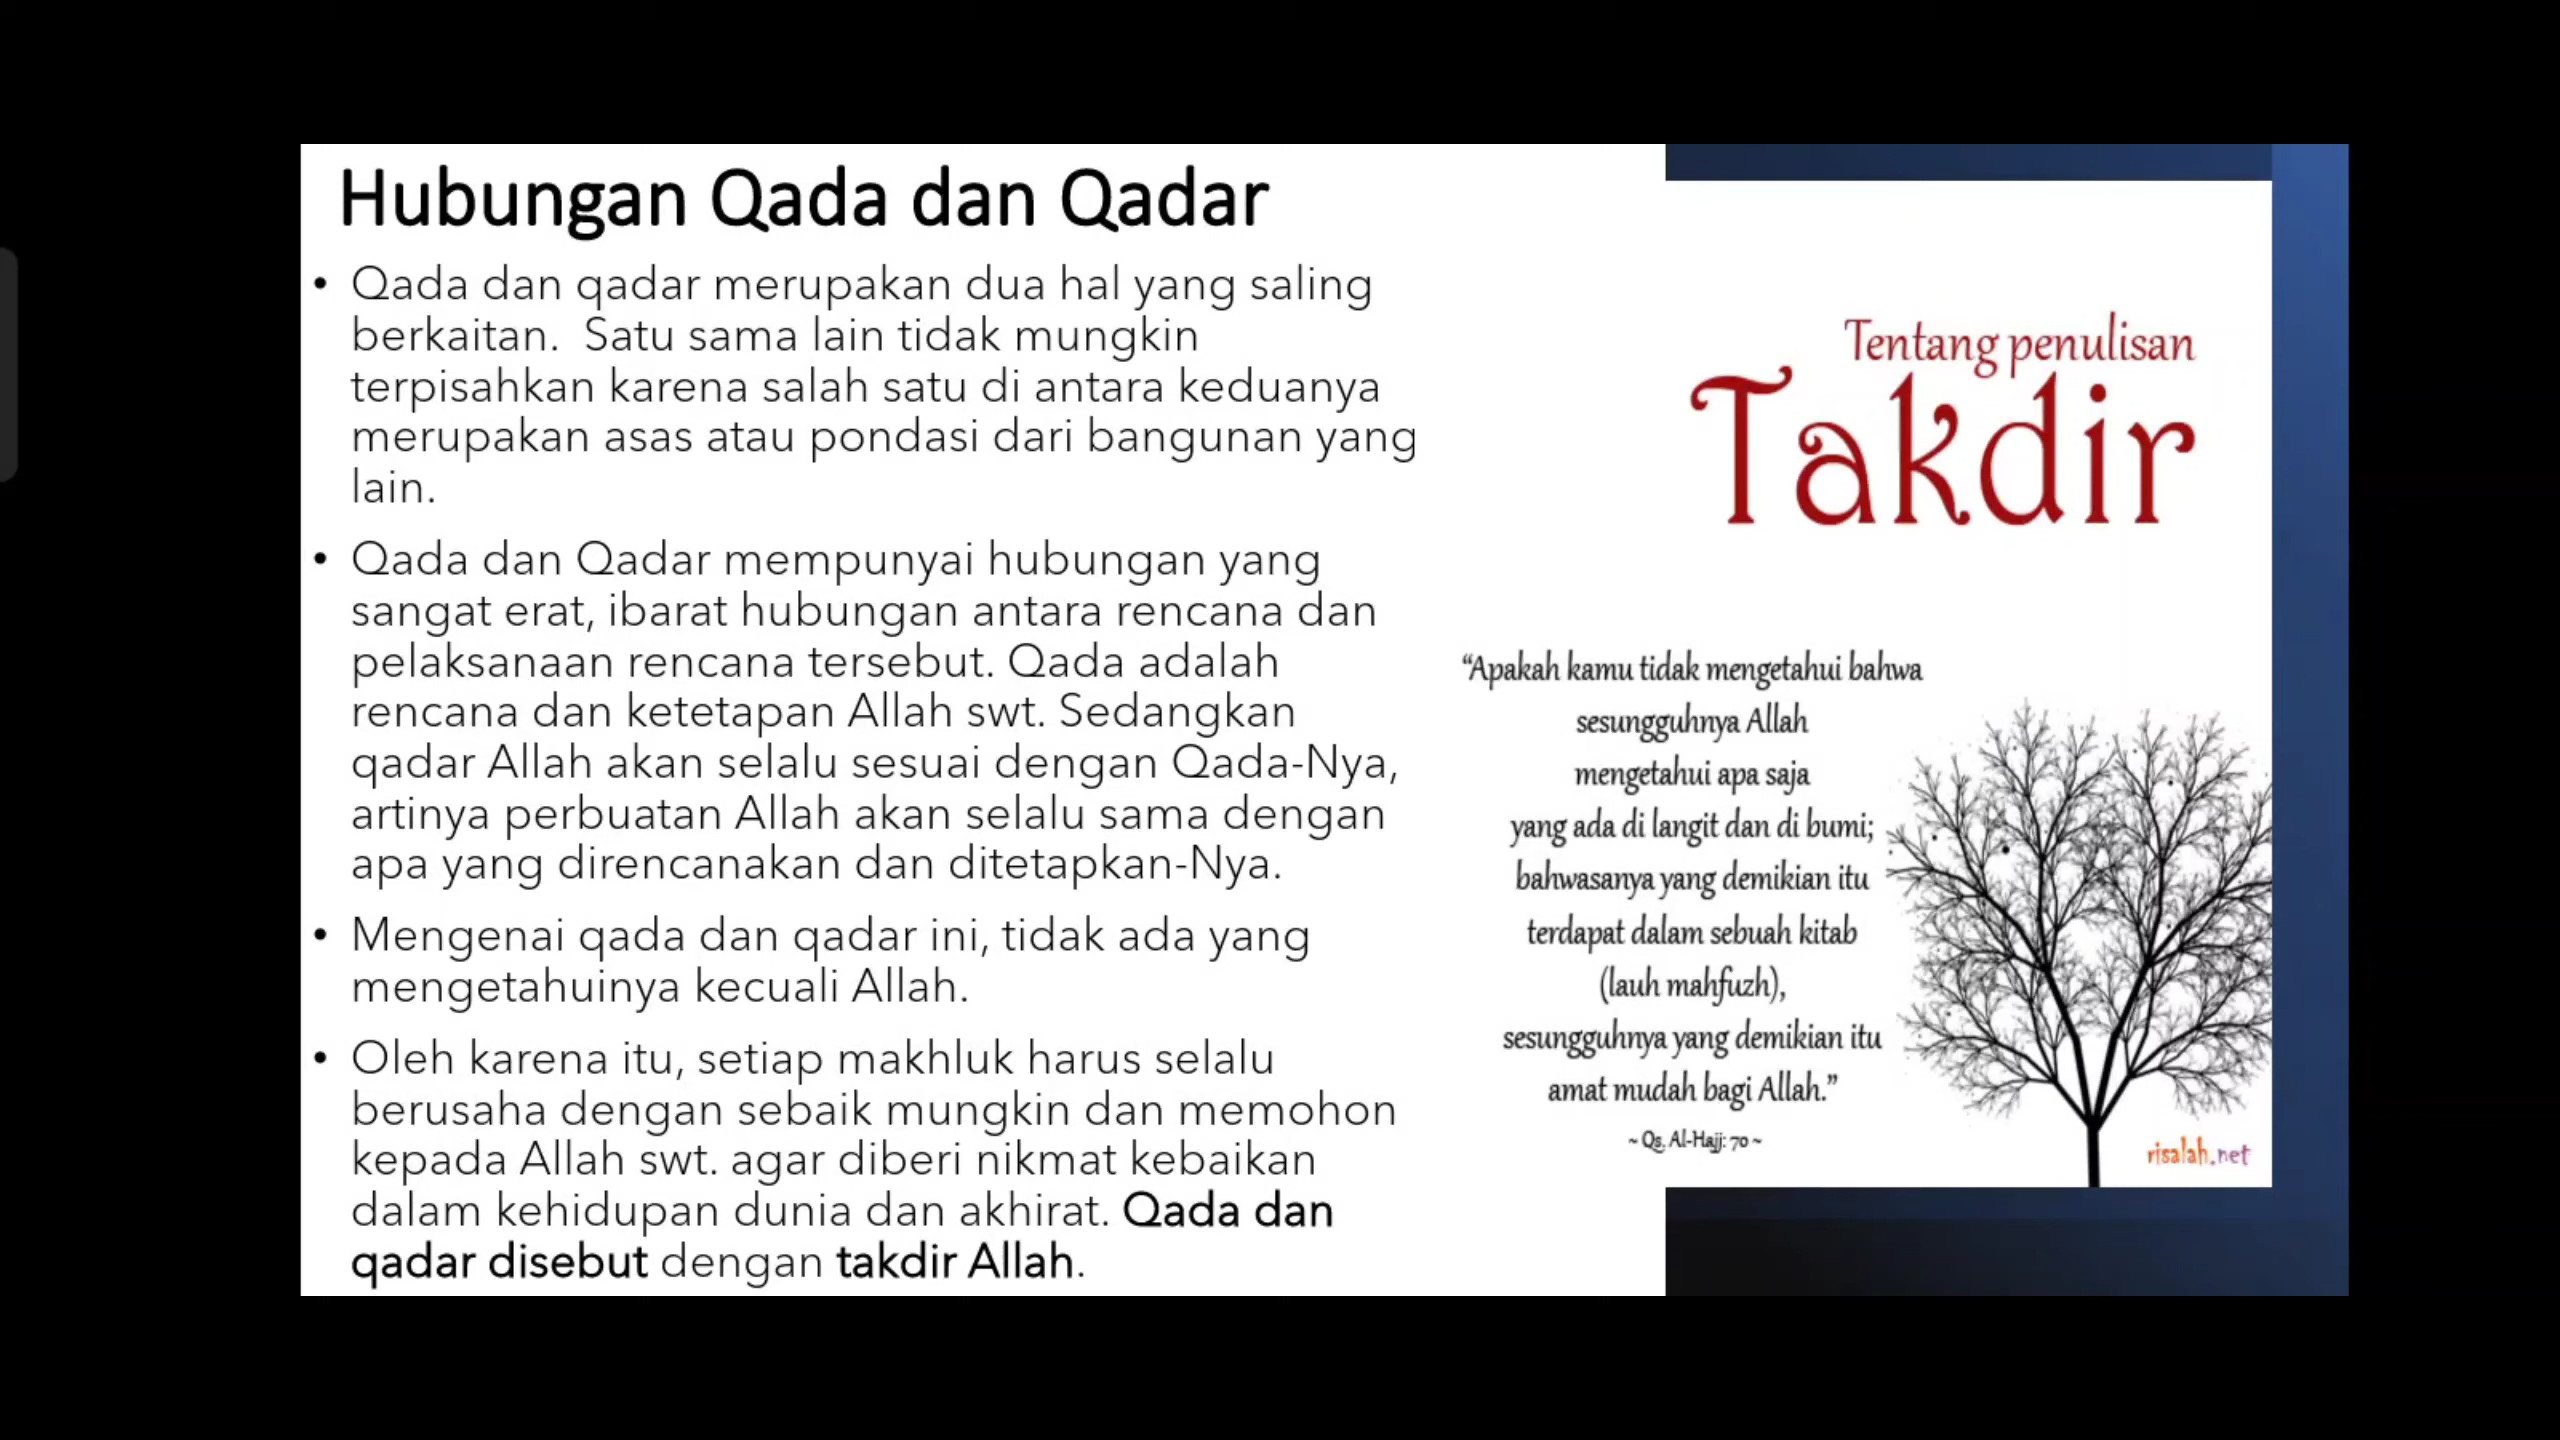 Hubungan Qada dan Qadar
• Qada dan qadar merupakan dua hal yang saling
berkaitan. Satu sama lain tidak mungkin
terpisahkan karena salah satu di antara keduanya
merupakan asas atau pondasi dari bangunan yang
lain.
• Qada dan Qadar mempunyai hubungan yang
sangat erat, ibarat hubungan antara rencana dan
pelaksanaan rencana tersebut. Qada adalah
rencana dan ketetapan Allah swt. Sedangkan
qadar Allah akan selalu sesuai dengan Qada-Nya,
artinya perbuatan Allah akan selalu sama dengan
apa yang direncanakan dan ditetapkan-Nya.
• Mengenai qada dan qadar ini, tidak ada yang
mengetahuinya kecuali Allah.
• Oleh karena itu, setiap makhluk harus selalu
berusaha dengan sebaik mungkin dan memohon
kepada Allah swt. agar diberi nikmat kebaikan
dalam kehidupan dunia dan akhirat. Qada dan
qadar disebut dengan takdir Allah.
Tentang penulisan
Takdir
“Apakah kamu tidak mengetahui bahwa
sesungguhnya Allah
mengetahui apa saja
yang ada di langit dan di bumi;
bahwasanya yang demikian itu
terdapat dalam sebuah kitab
(lauh mahfuzh),
sesungguhnya yang demikian itu
amat mudah bagi Allah.”
~ Qs. Al-Hajj: 70 ~
risalah.net